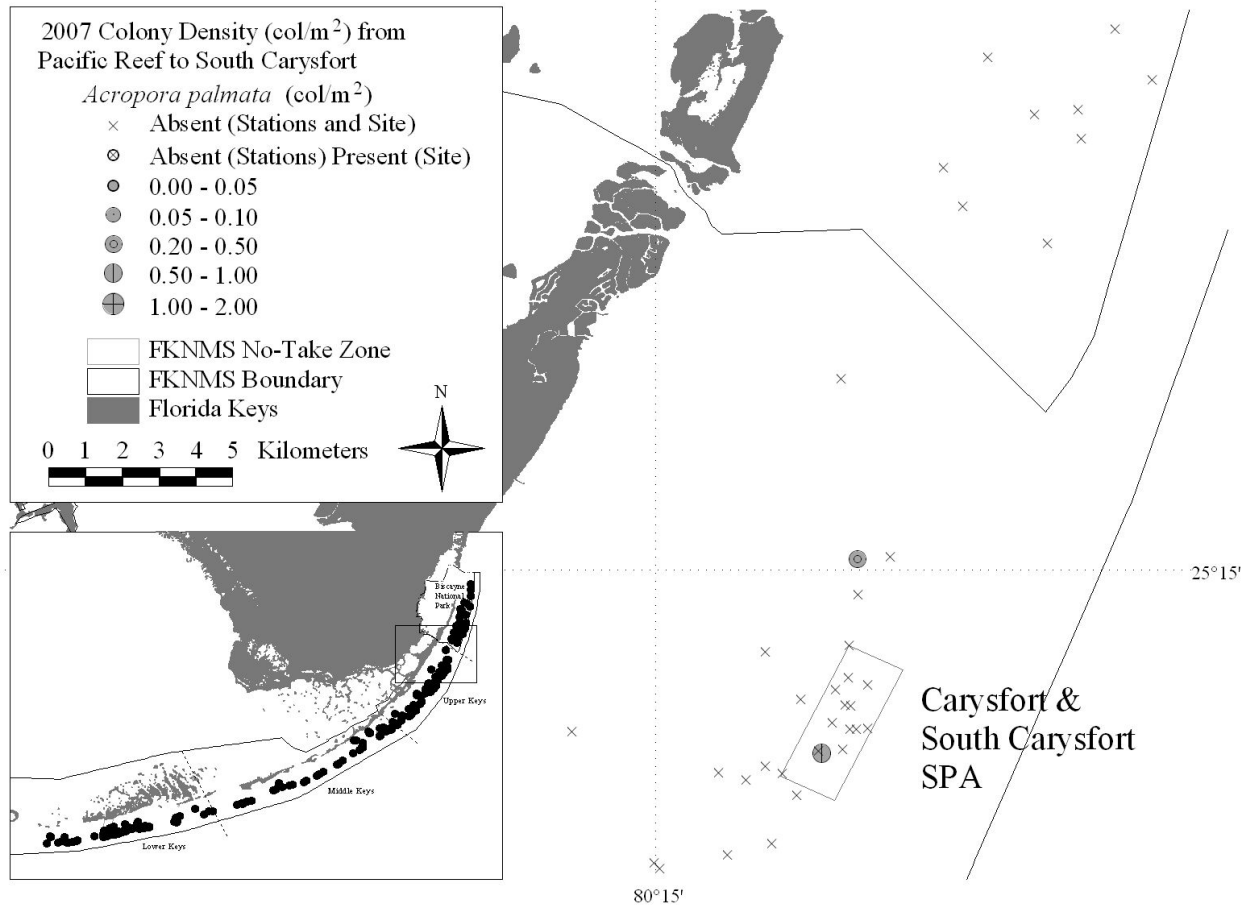 2007 Colony Density (col/m²) from
Pacific Reef to South Carysfort
Acropora palmata (col/m²)
Absent (Stations and Site)
Absent (Stations) Present (Site)
0.00 - 0.05
0.05 - 0.10
0.20 - 0.50
0.50 - 1.00
1.00 - 2.00
FKNMS No-Take Zone
FKNMS Boundary
Florida Keys
N
0 1 2 3 4 5 Kilometers
Biscayne
National
Park
Upper Keys
Middle Keys
Lower Keys
25°15'
Carysfort &
South Carysfort
SPA
80°15'